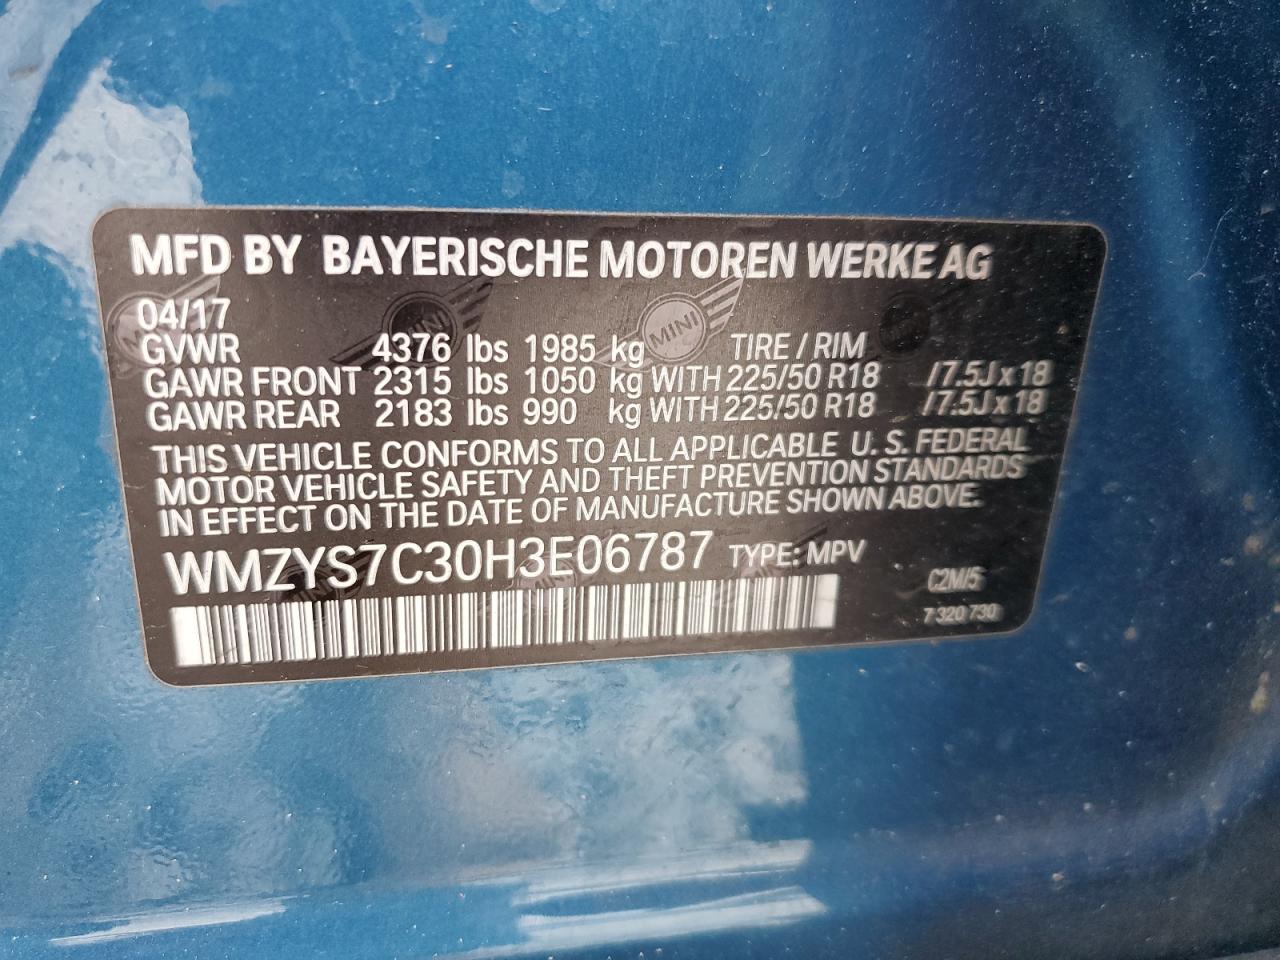 MFD BY BAYERISCHE MOTOREN WERKE AG
04/17
GVWR 4376 lbs 1985 kg TIRE / RIM
GAWR FRONT 2315 lbs 1050 kg WITH 225/50 R18 /7.5J x 18
GAWR REAR 2183 lbs 990 kg WITH 225/50 R18 /7.5J x 18
THIS VEHICLE CONFORMS TO ALL APPLICABLE U. S. FEDERAL
MOTOR VEHICLE SAFETY AND THEFT PREVENTION STANDARDS
IN EFFECT ON THE DATE OF MANUFACTURE SHOWN ABOVE.
WMZYS7C30H3E06787 TYPE: MPV
C2M/5
7 320 730
MINI
MINI